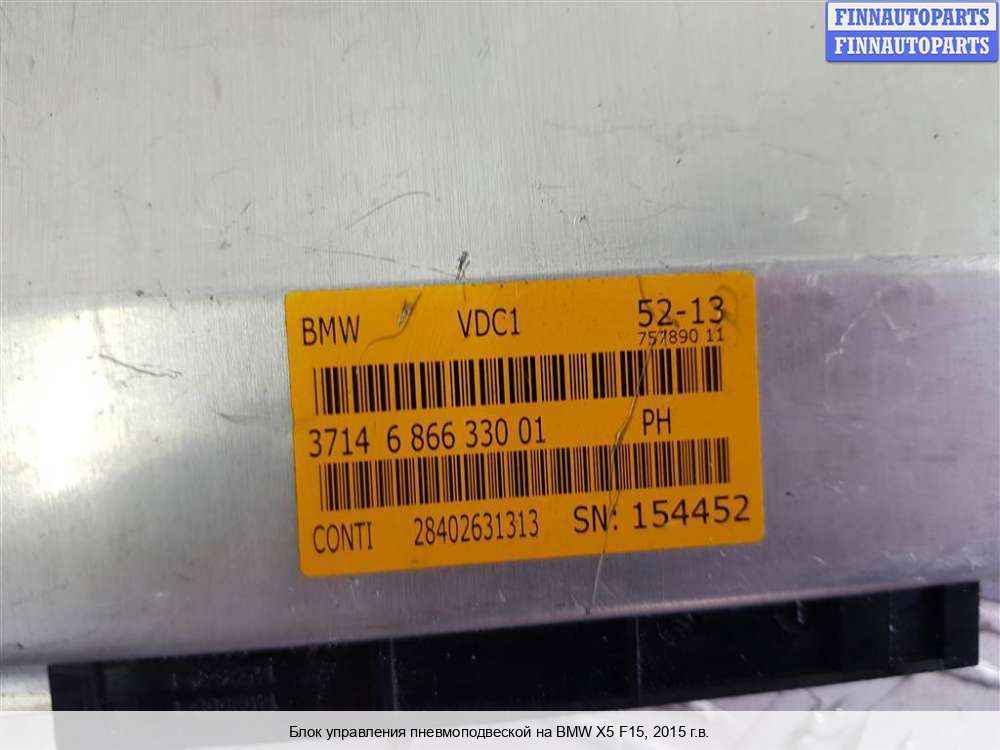 FINNAUTOPARTS
FINNAUTOPARTS
BMW VDC1 52-13
757890 11
3714 6 866 330 01 PH
CONTI 28402631313 SN: 154452
Блок управления пневмоподвеской на BMW X5 F15, 2015 г.в.